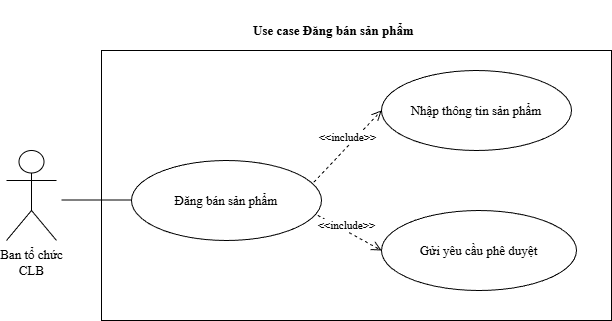 Use case Đăng bán sản phẩm
Nhập thông tin sản phẩm
<<include>>
Đăng bán sản phẩm
<<include>>
Gửi yêu cầu phê duyệt
Ban tổ chức
CLB